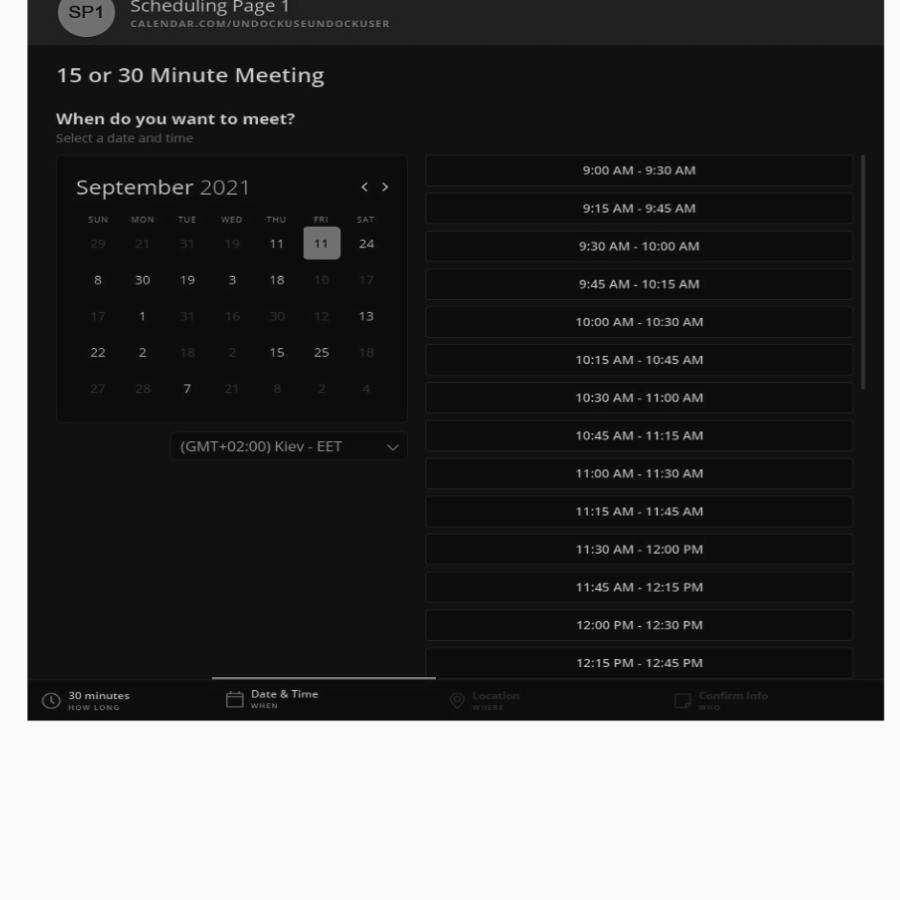 SP1
Scheduling Page 1
CALENDAR.COM/UNDOCKUSEUNDOCKUSER
15 or 30 Minute Meeting
When do you want to meet?
Select a date and time
September 2021
SUN MON TUE WED THU FRI SAT
29 21 31 19 11 11 24
8 30 19 3 18 10 17
17 1 31 16 30 12 13
22 2 18 2 15 25 18
27 28 7 21 8 2 4
(GMT+02:00) Kiev - EET
9:00 AM - 9:30 AM
9:15 AM - 9:45 AM
9:30 AM - 10:00 AM
9:45 AM - 10:15 AM
10:00 AM - 10:30 AM
10:15 AM - 10:45 AM
10:30 AM - 11:00 AM
10:45 AM - 11:15 AM
11:00 AM - 11:30 AM
11:15 AM - 11:45 AM
11:30 AM - 12:00 PM
11:45 AM - 12:15 PM
12:00 PM - 12:30 PM
12:15 PM - 12:45 PM
30 minutes
HOW LONG
Date & Time
WHEN
Location
WHERE
Confirm Info
WHO